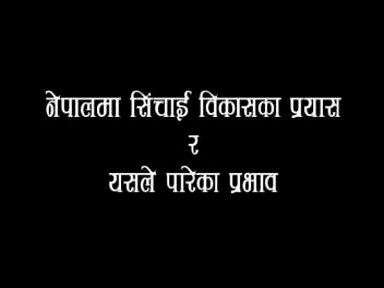 नेपालमा सिंचाई विकासका प्रयास
र
यसले पारेका प्रभाव